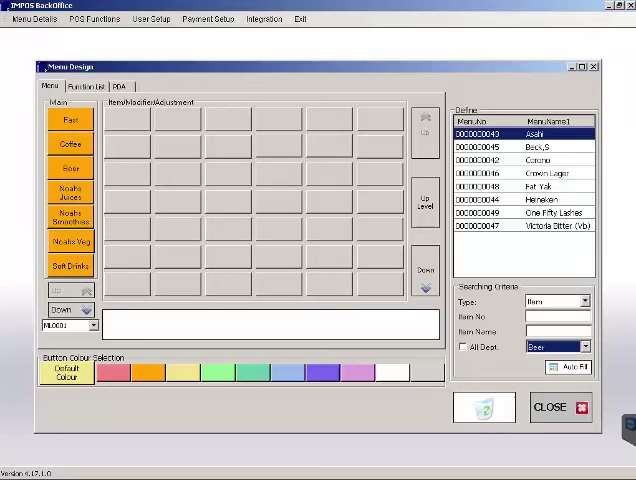 IMPOS BackOffice
Menu Details POS Functions User Setup Payment Setup Integration Exit
Menu Design
Menu Function List PDA
Main
Fast
Coffee
Beer
Noahs
Juices
Noahs
Smoothies
Noahs Veg
Soft Drinks
Up
Down
ML0001
Item/Modifier/Adjustment
Up
Up
Level
Down
Define
MenuNo MenuName1
0000000043 Asahi
0000000045 Beck,S
0000000042 Corono
0000000046 Crown Lager
0000000048 Fat Yak
0000000044 Heineken
0000000049 One Fifty Lashes
0000000047 Victoria Bitter (Vb)
Searching Criteria
Type: Item
Item No
Item Name:
All Dept. Beer
Auto Fill
Button Colour Selection
Default
Colour
CLOSE
Version 4.17.1.0